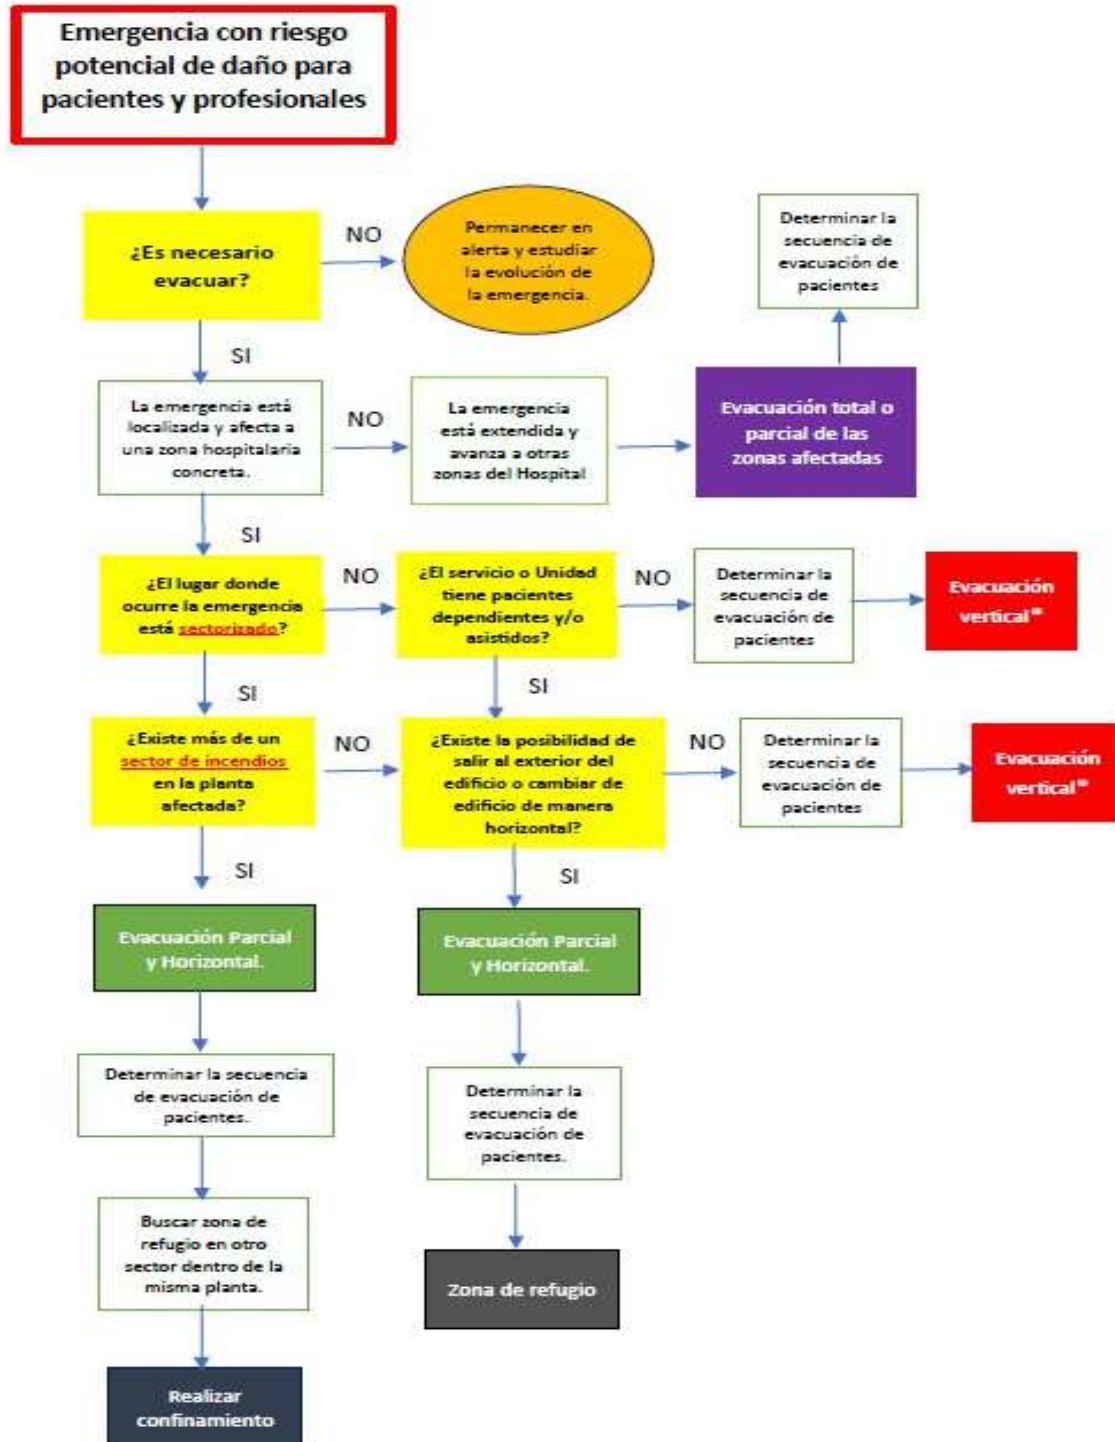 Emergencia con riesgo
potencial de daño para
pacientes y profesionales
¿Es necesario
evacuar?
NO
Permanecer en
alerta y estudiar
la evolución de
la emergencia.
Determinar la
secuencia de
evacuación de
pacientes
SI
La emergencia está
localizada y afecta a
una zona hospitalaria
concreta.
NO
La emergencia
está extendida y
avanza a otras
zonas del Hospital
Evacuación total o
parcial de las
zonas afectadas
SI
¿El lugar donde
ocurre la emergencia
está sectorizado?
NO
¿El servicio o Unidad
tiene pacientes
dependientes y/o
asistidos?
NO
Determinar la
secuencia de
evacuación de
pacientes
Evacuación
vertical*
SI
SI
¿Existe más de un
sector de incendios
en la planta
afectada?
NO
¿Existe la posibilidad de
salir al exterior del
edificio o cambiar de
edificio de manera
horizontal?
NO
Determinar la
secuencia de
evacuación de
pacientes
Evacuación
vertical*
SI
SI
Evacuación Parcial
y Horizontal.
Evacuación Parcial
y Horizontal.
Determinar la secuencia
de evacuación de
pacientes.
Determinar la
secuencia de
evacuación de
pacientes.
Buscar zona de
refugio en otro
sector dentro de la
misma planta.
Zona de refugio
Realizar
confinamiento